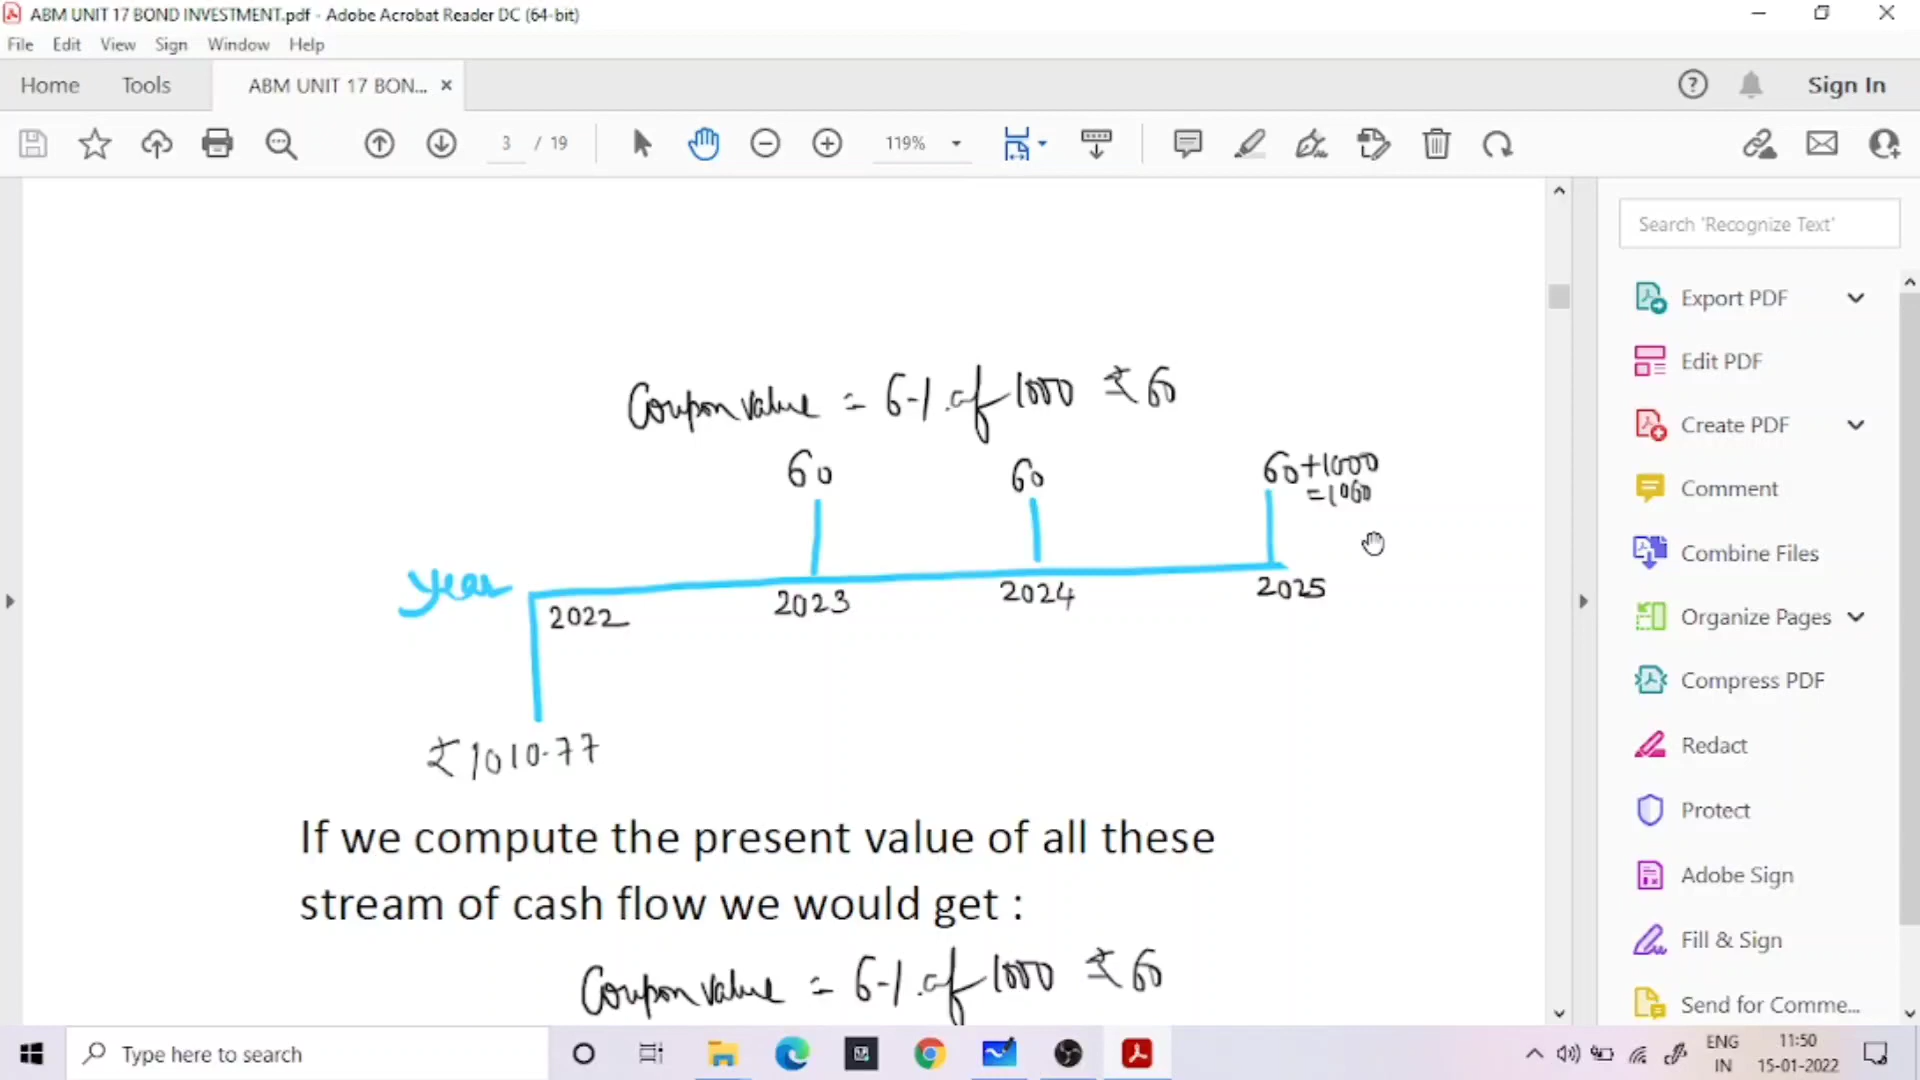 ABM UNIT 17 BOND INVESTMENT.pdf - Adobe Acrobat Reader DC (64-bit)
File Edit View Sign Window Help
Home Tools ABM UNIT 17 BON... × Sign In
3 / 19 119%
Search 'Recognize Text'
Export PDF
Edit PDF
Create PDF
Comment
Combine Files
Organize Pages
Compress PDF
Redact
Protect
Adobe Sign
Fill & Sign
Send for Comme...
Coupon value = 6% of 1000 ₹ 60
60 60 60+1000
=1060
year 2022 2023 2024 2025
₹1010.77
If we compute the present value of all these
stream of cash flow we would get :
Coupon value = 6% of 1000 ₹ 60
Type here to search
ENG
IN
11:50
15-01-2022